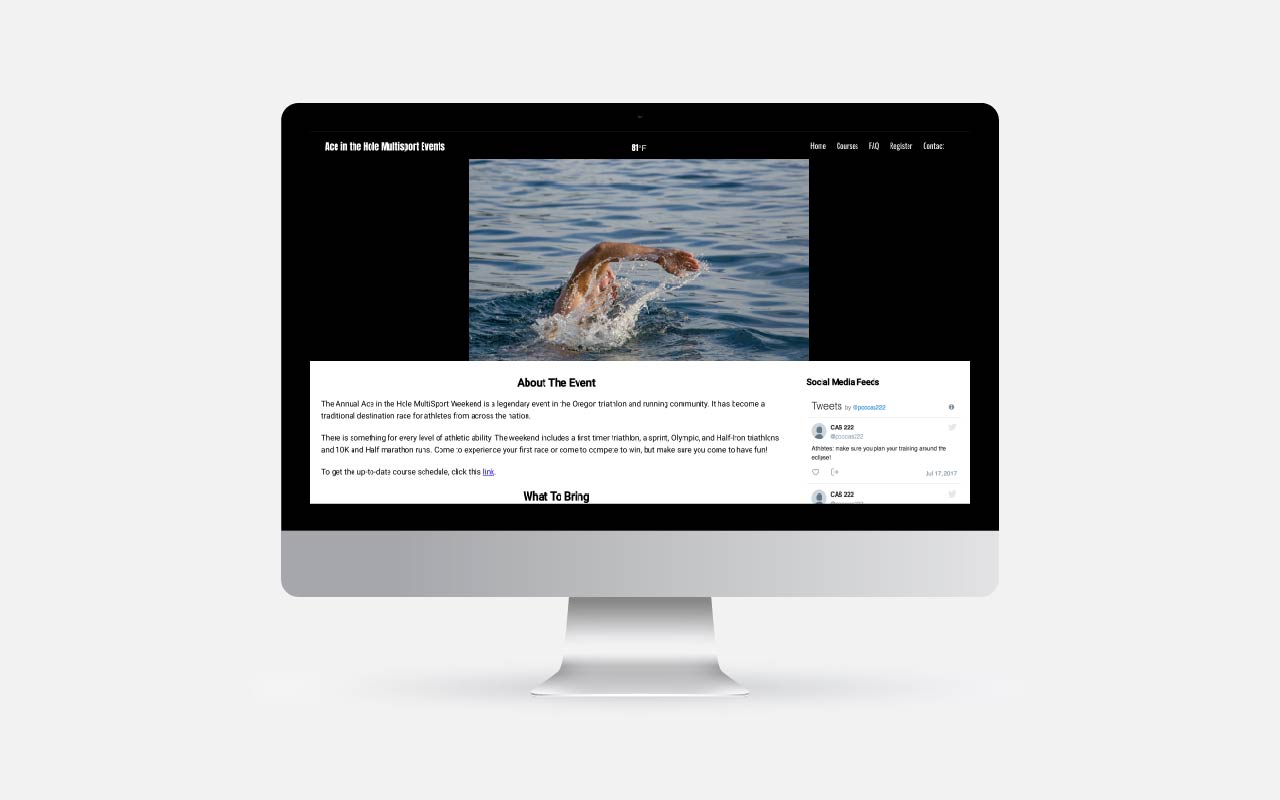 Ace in the Hole Multisport Events
81°F
Home Courses FAQ Register Contact
About The Event
The Annual Ace in the Hole MultiSport Weekend is a legendary event in the Oregon triathlon and running community. It has become a
traditional destination race for athletes from across the nation.
There is something for every level of athletic ability. The weekend includes a first timer triathlon, a sprint, Olympic, and Half-Iron triathlons
and 10K and Half marathon runs. Come to experience your first race or come to compete to win, but make sure you come to have fun!
To get the up-to-date course schedule, click this link.
What To Bring
Social Media Feeds
Tweets by @pcccas222
CAS 222
@pcccas222
Athletes: make sure you plan your training around the
eclipse!
Jul 17, 2017
CAS 222